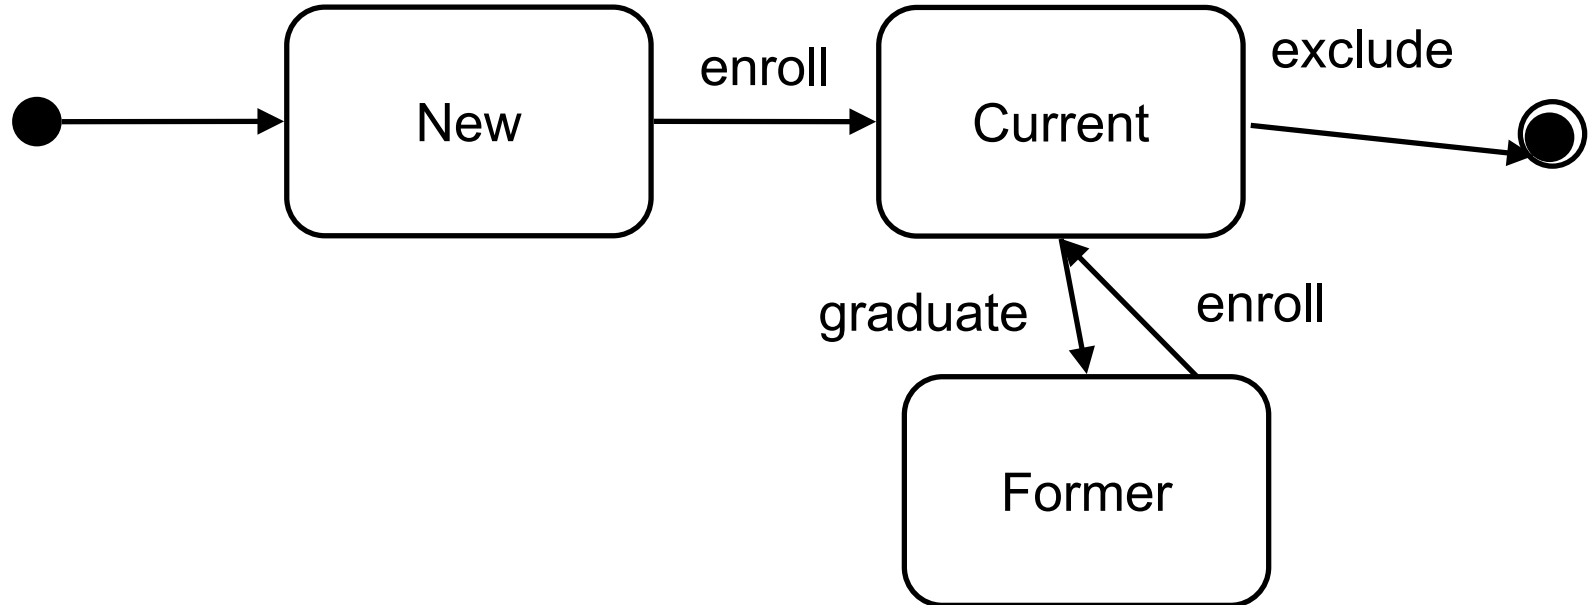 New
enroll
Current
exclude
graduate
enroll
Former